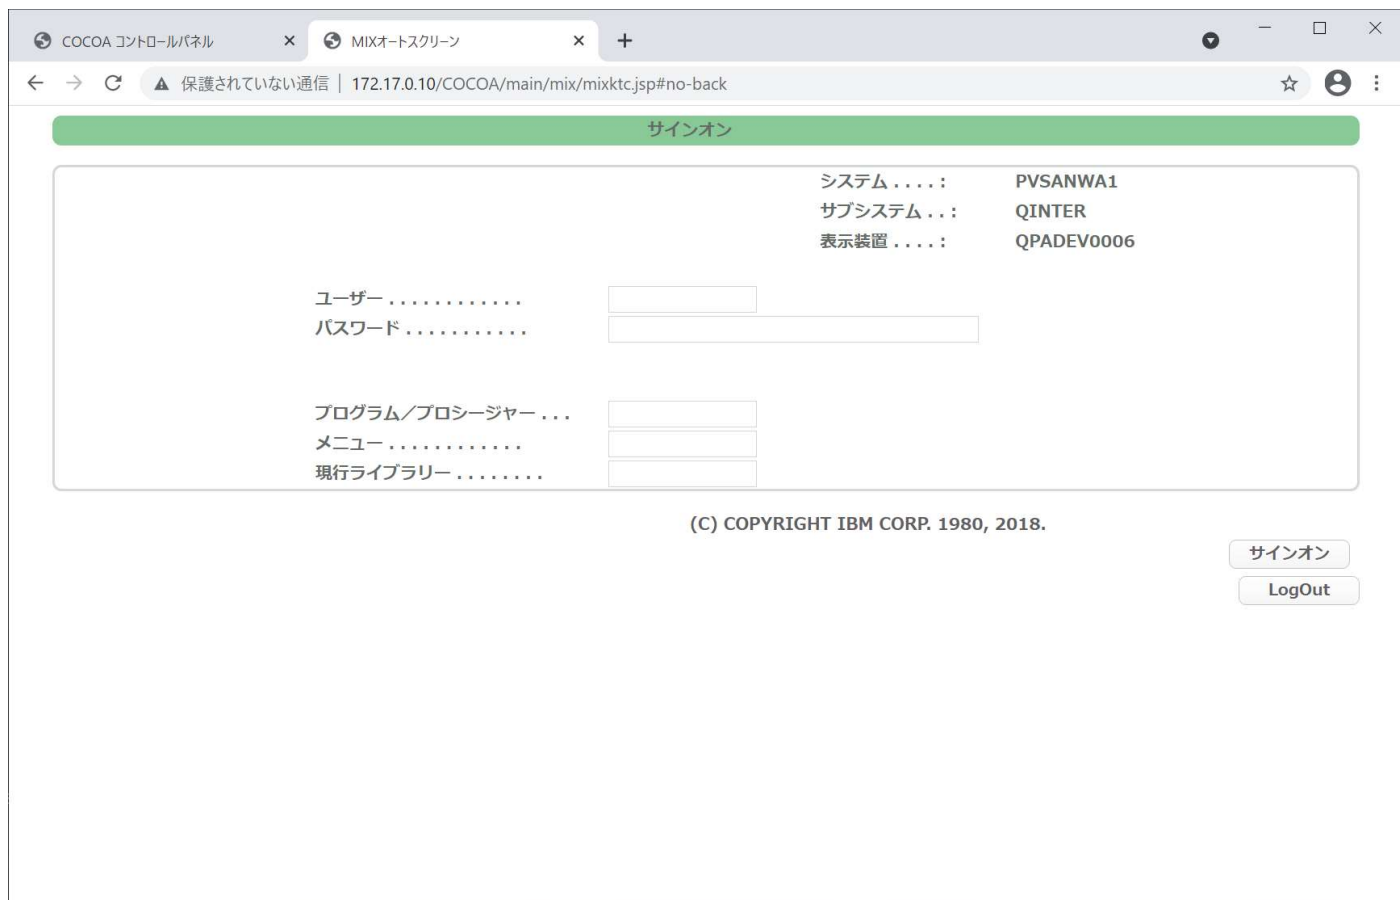 COCOA コントロールパネル
MIXオートスクリーン
保護されていない通信 | 172.17.0.10/COCOA/main/mix/mixktc.jsp#no-back
サインオン
システム . . . . : PVSANWA1
サブシステム . . : QINTER
表示装置 . . . . : QPADEV0006
ユーザー . . . . . . . . . . . .
パスワード . . . . . . . . . . .
プログラム／プロシージャー . . .
メニュー . . . . . . . . . . . .
現行ライブラリー . . . . . . . .
(C) COPYRIGHT IBM CORP. 1980, 2018.
サインオン
LogOut